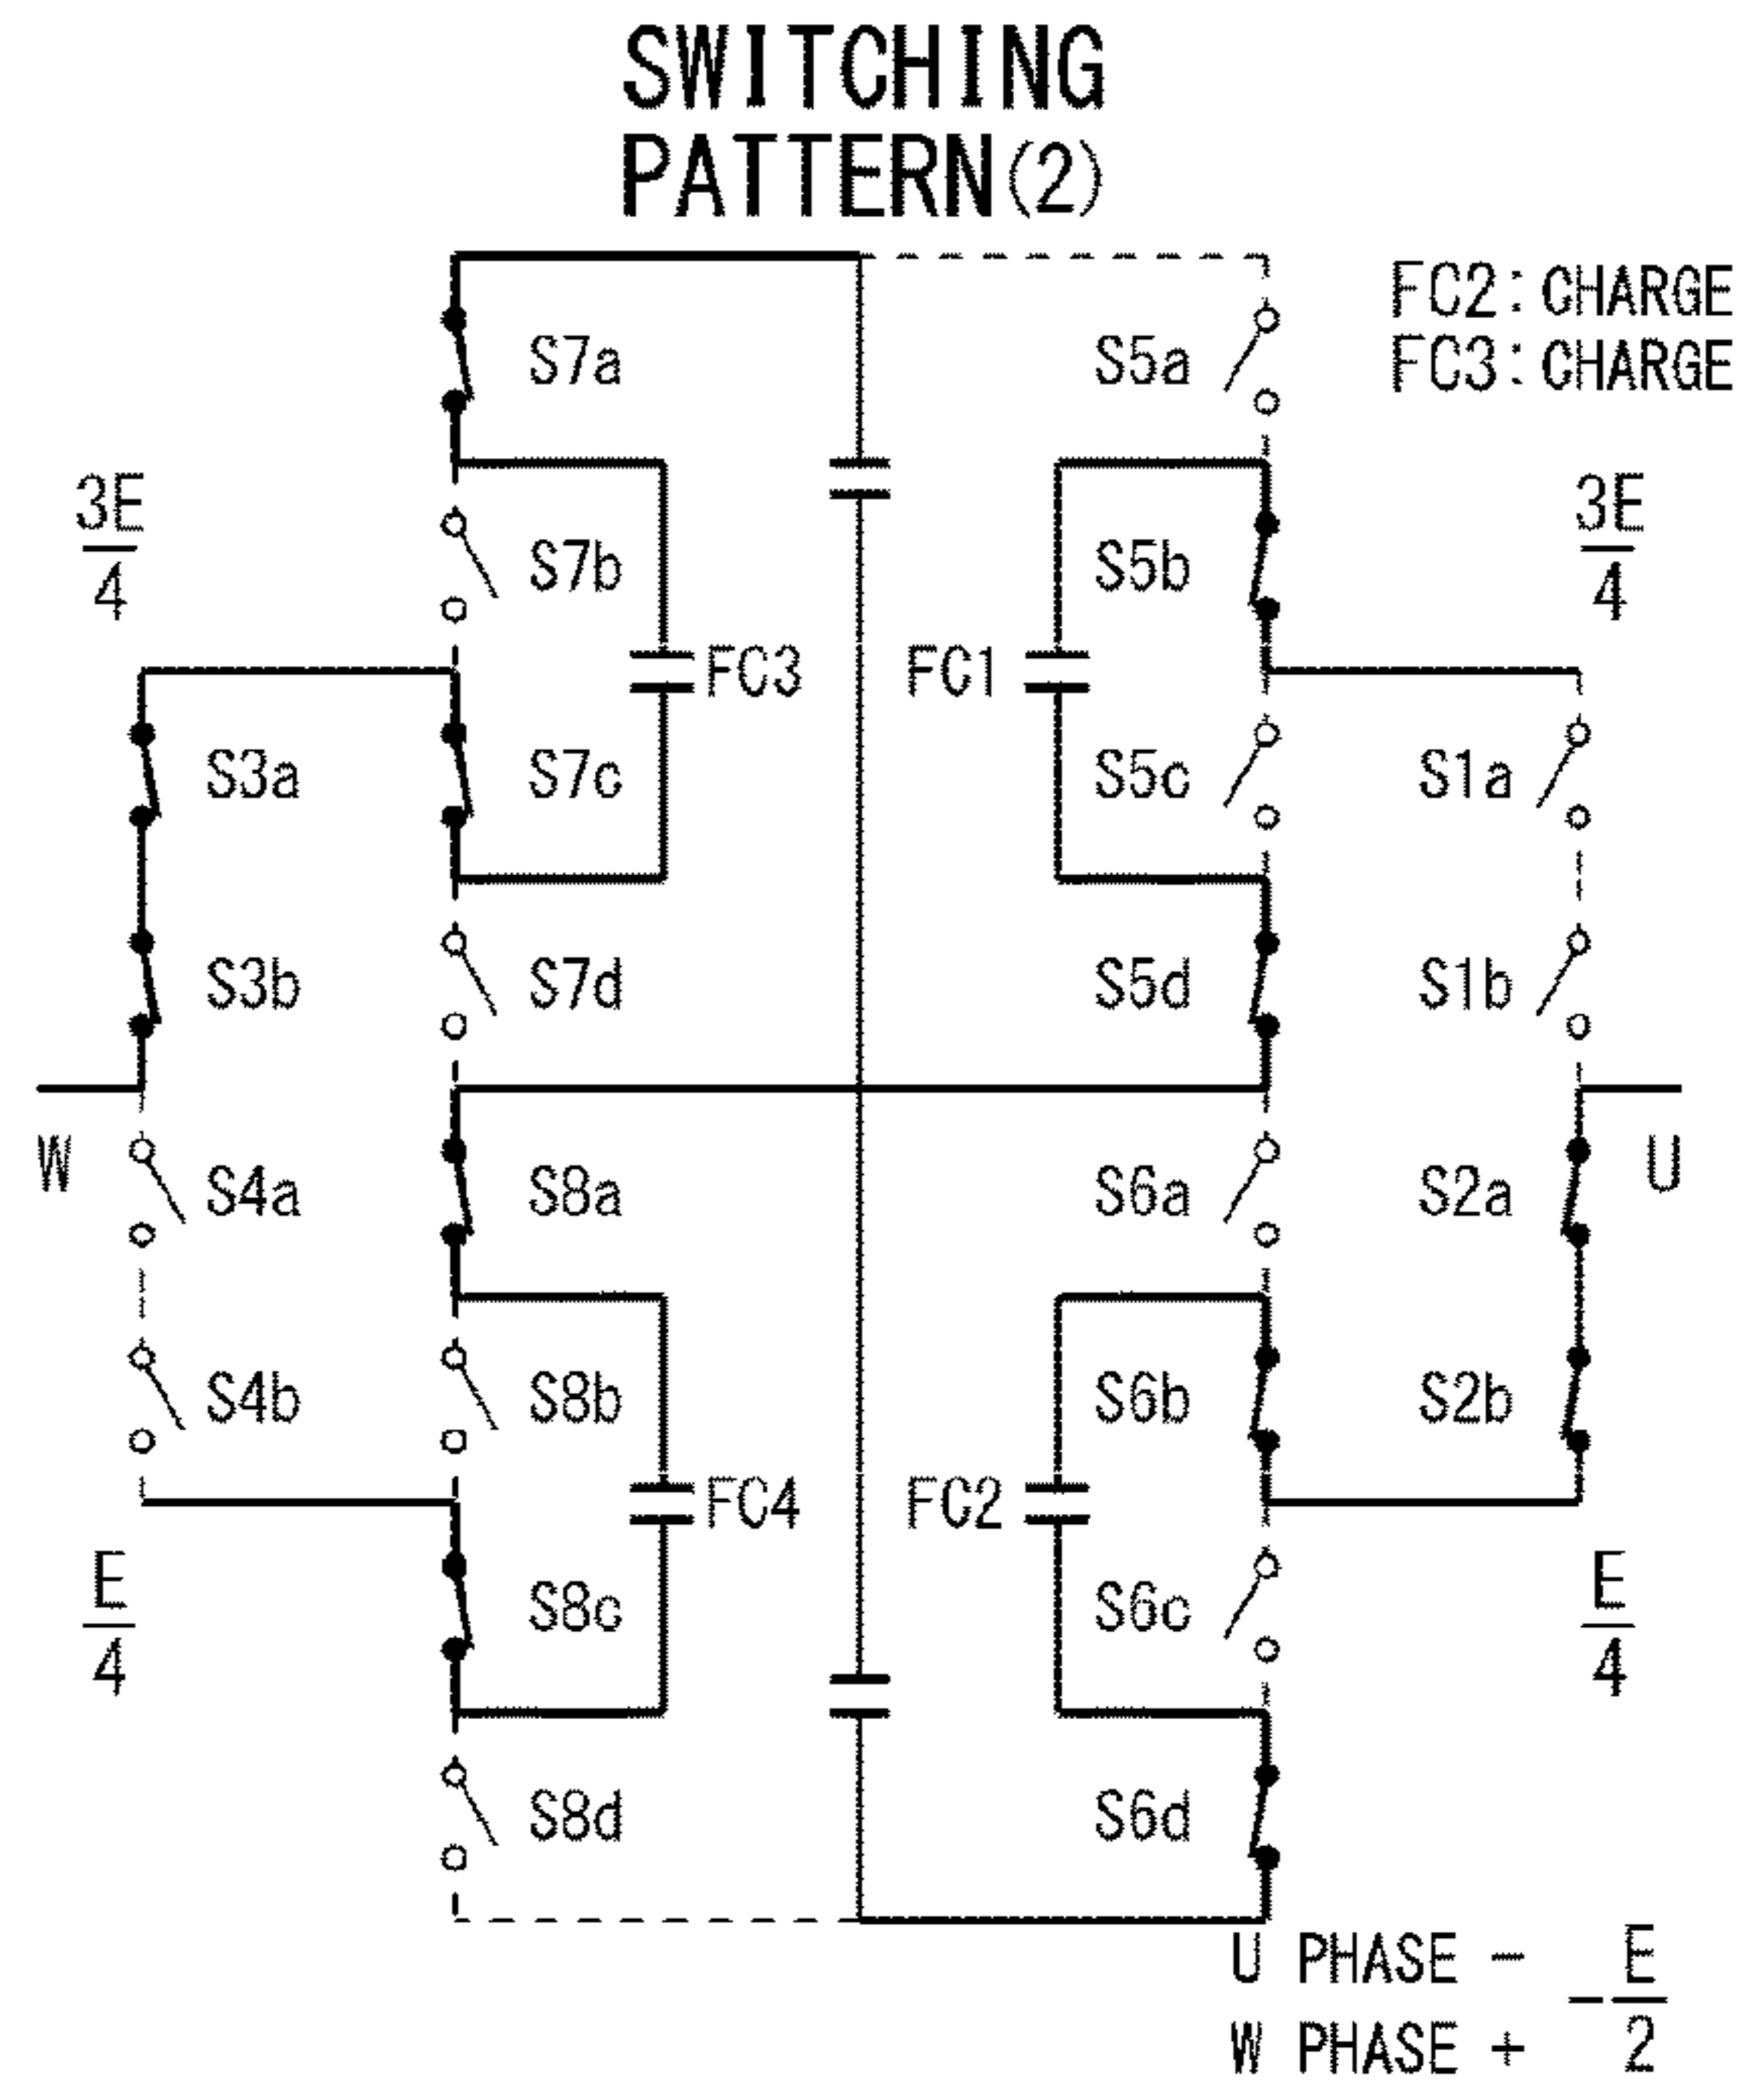 SWITCHING
PATTERN(2)
FC2:CHARGE
FC3:CHARGE
S7a
S5a
3E
4
3E
4
S7b
S5b
FC3
FC1
S3a
S7c
S5c
S1a
S3b
S7d
S5d
S1b
W
S4a
S8a
S6a
S2a
U
S4b
S8b
S6b
S2b
FC4
FC2
E
4
E
4
S8c
S6c
S8d
S6d
U PHASE -
W PHASE +
- E
2